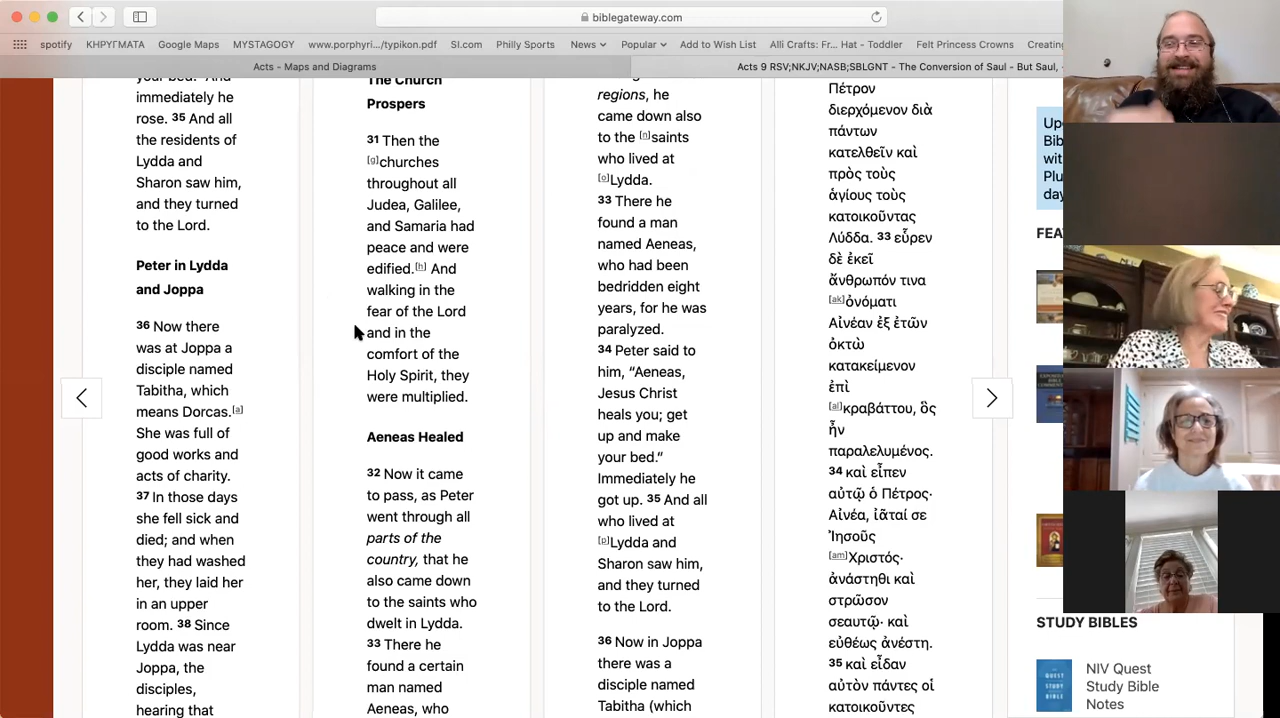 biblegateway.com
spotify
ΚΗΡΥΓΜΑΤΑ
Google Maps
MYSTAGOGY
www.porphyri.../typikon.pdf
SI.com
Philly Sports
News
Popular
Add to Wish List
Alli Crafts: Fr... Hat - Toddler
Felt Princess Crowns
Creating
Acts - Maps and Diagrams
Acts 9 RSV;NKJV;NASB;SBLGNT - The Conversion of Saul - But Saul,
your bed." And
immediately he
rose. 35 And all
the residents of
Lydda and
Sharon saw him,
and they turned
to the Lord.
Peter in Lydda
and Joppa
36 Now there
was at Joppa a
disciple named
Tabitha, which
means Dorcas.[a]
She was full of
good works and
acts of charity.
37 In those days
she fell sick and
died; and when
they had washed
her, they laid her
in an upper
room. 38 Since
Lydda was near
Joppa, the
disciples,
hearing that
The Church
Prospers
31 Then the
[g]churches
throughout all
Judea, Galilee,
and Samaria had
peace and were
edified.[h] And
walking in the
fear of the Lord
and in the
comfort of the
Holy Spirit, they
were multiplied.
Aeneas Healed
32 Now it came
to pass, as Peter
went through all
parts of the
country, that he
also came down
to the saints who
dwelt in Lydda.
33 There he
found a certain
man named
Aeneas, who
regions, he
came down also
to the [n]saints
who lived at
[o]Lydda.
33 There he
found a man
named Aeneas,
who had been
bedridden eight
years, for he was
paralyzed.
34 Peter said to
him, “Aeneas,
Jesus Christ
heals you; get
up and make
your bed.”
Immediately he
got up. 35 And all
who lived at
[p]Lydda and
Sharon saw him,
and they turned
to the Lord.
36 Now in Joppa
there was a
disciple named
Tabitha (which
Πέτρον
διερχόμενον διὰ
πάντων
κατελθεῖν καὶ
πρὸς τοὺς
ἁγίους τοὺς
κατοικοῦντας
Λύδδα. 33 εὗρεν
δὲ ἐκεῖ
ἄνθρωπόν τινα
[ak]ὀνόματι
Αἰνέαν ἐξ ἐτῶν
ὀκτὼ
κατακείμενον
ἐπὶ
[al]κραβάττου, ὃς
ἦν
παραλελυμένος.
34 καὶ εἶπεν
αὐτῷ ὁ Πέτρος·
Αἰνέα, ἰᾶταί σε
Ἰησοῦς
[am]Χριστός·
ἀνάστηθι καὶ
στρῶσον
σεαυτῷ· καὶ
εὐθέως ἀνέστη.
35 καὶ εἶδαν
αὐτὸν πάντες οἱ
κατοικοῦντες
Bib
wit
Plu
day
FEA
STUDY BIBLES
QUEST
STUDY BIBLE
NIV Quest
Study Bible
Notes